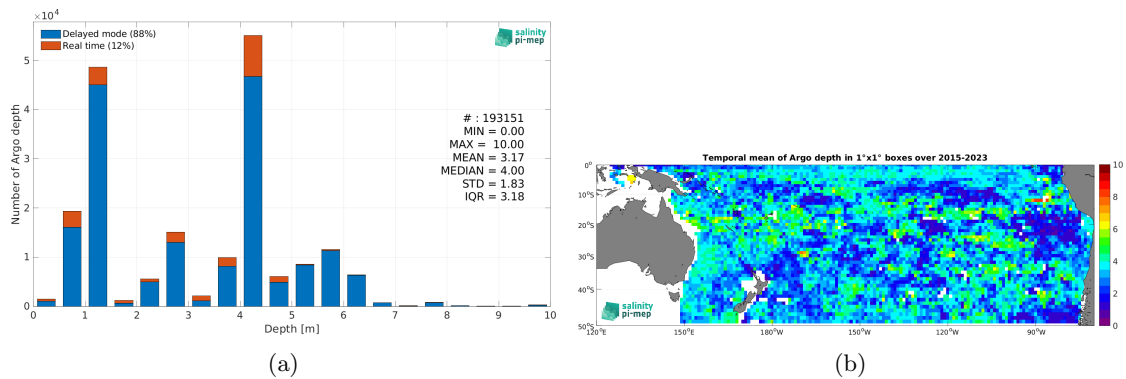 ×10⁴
Delayed mode (88%)
Real time (12%)
salinity
pi-mep
5
4
3
2
1
0
Number of Argo depth
# : 193151
MIN = 0.00
MAX = 10.00
MEAN = 3.17
MEDIAN = 4.00
STD = 1.83
IQR = 3.18
0 1 2 3 4 5 6 7 8 9 10
Depth [m]
(a)
Temporal mean of Argo depth in 1°x1° boxes over 2015-2023
0°
10°S
20°S
30°S
40°S
50°S
120°E 150°E 180°W 150°W 120°W 90°W
10
8
6
4
2
0
salinity
pi-mep
(b)